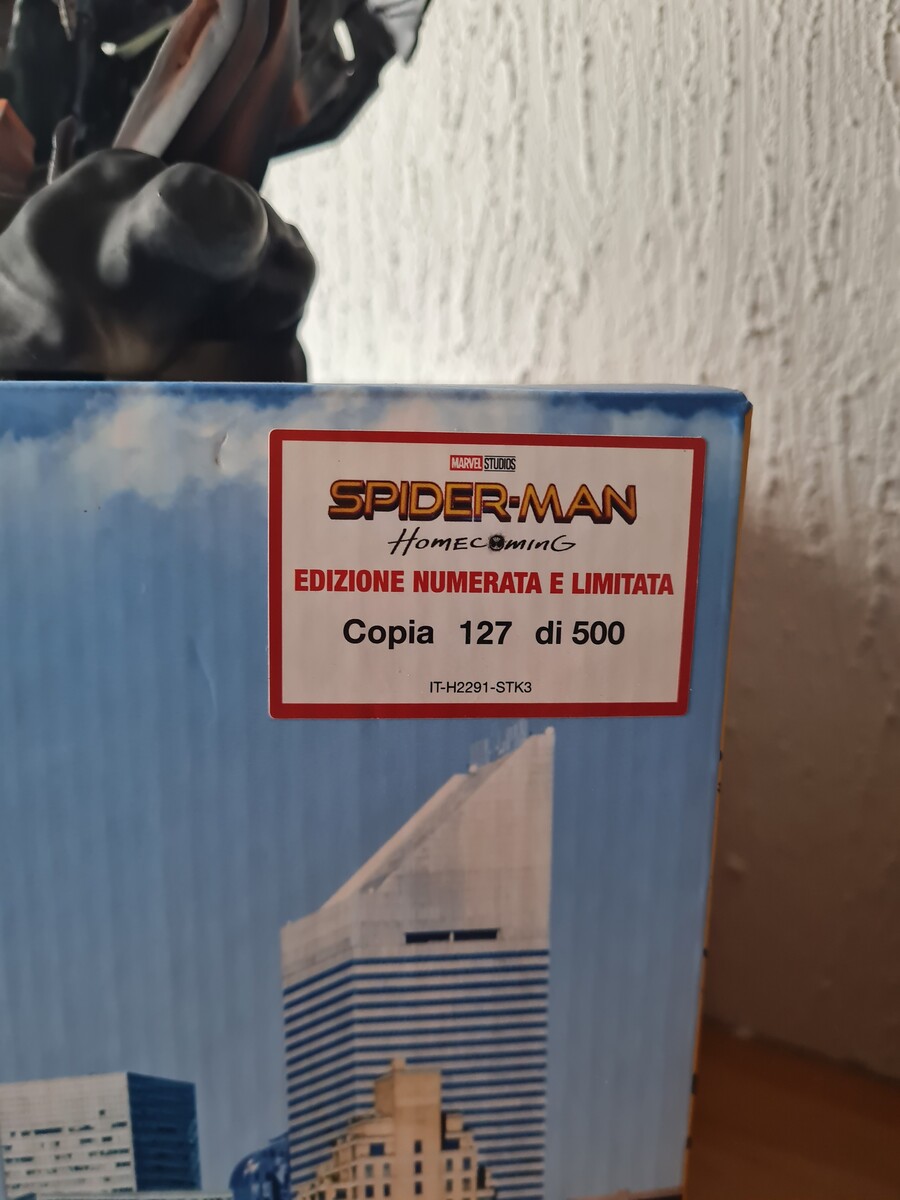 MARVEL STUDIOS
SPIDER-MAN
HOMECOMING
EDIZIONE NUMERATA E LIMITATA
Copia 127 di 500
IT-H2291-STK3